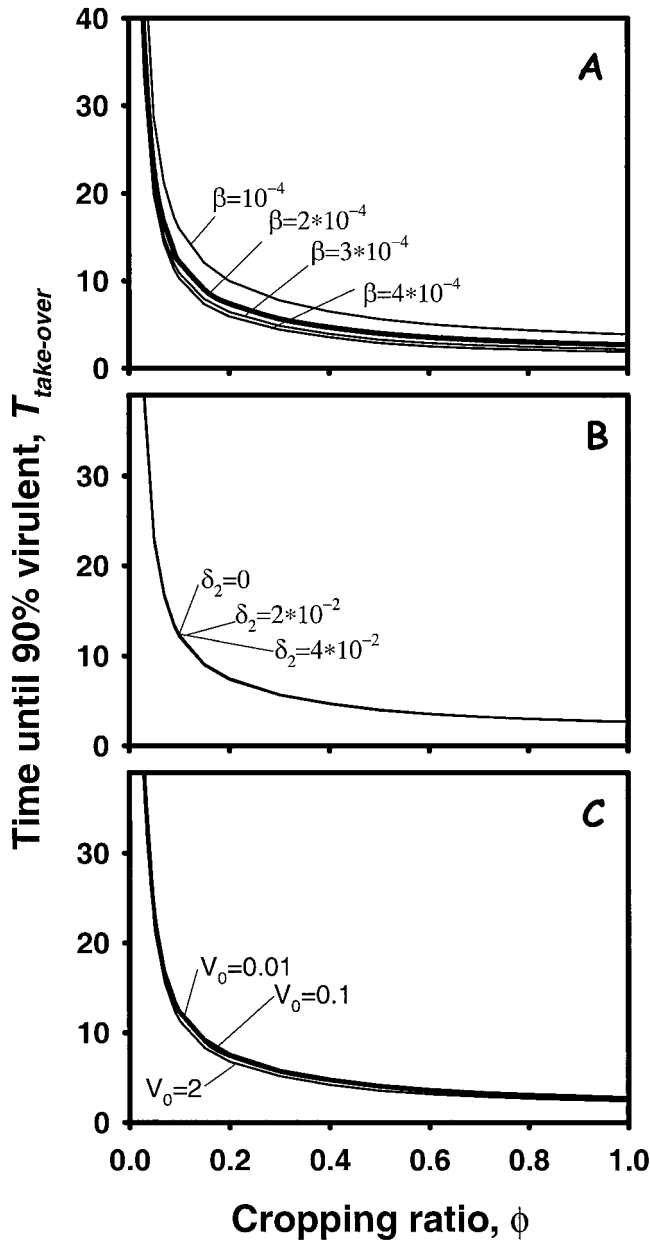 Time until 90% virulent, T_take-over
40
30
20
10
0
A
β=10⁻⁴
β=2*10⁻⁴
β=3*10⁻⁴
β=4*10⁻⁴
30
20
10
0
B
δ₂=0
δ₂=2*10⁻²
δ₂=4*10⁻²
30
20
10
0
C
V₀=0.01
V₀=0.1
V₀=2
0.0 0.2 0.4 0.6 0.8 1.0
Cropping ratio, ϕ